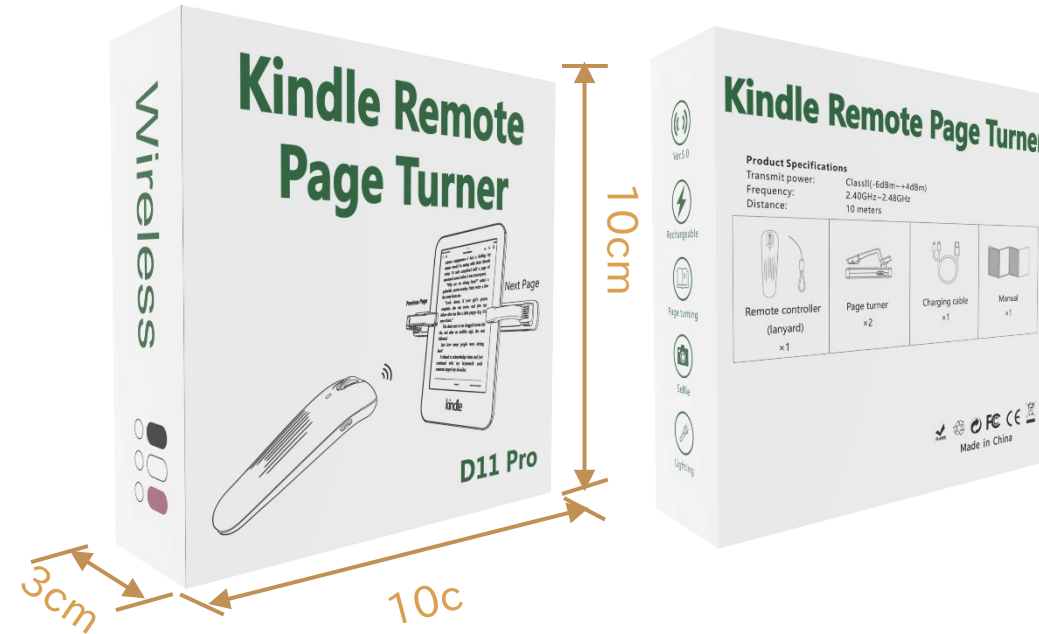 Wireless
Kindle Remote
Page Turner
Previous Page
Next Page
kindle
D11 Pro
10cm
3cm
10c
Ver5.0
Rechargeable
Page turning
Selfie
Lighting
Kindle Remote Page Turner
Product Specifications
Transmit power: ClassII(-6dBm~+4dBm)
Frequency: 2.40GHz~2.48GHz
Distance: 10 meters
Remote controller
(lanyard)
×1
Page turner
×2
Charging cable
×1
Manual
×1
FC CE
Made in China